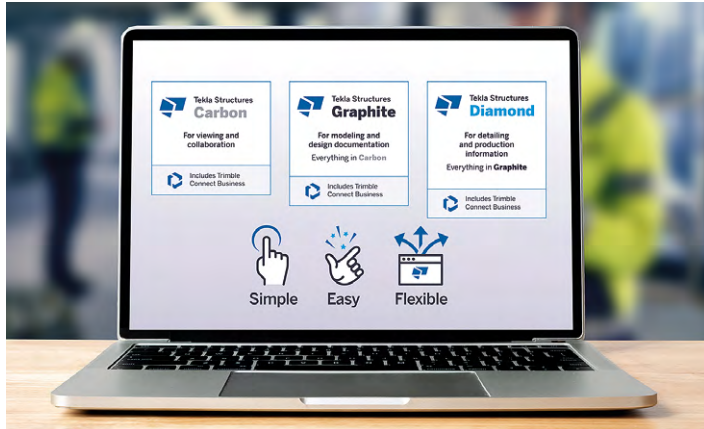 Tekla Structures
Carbon
For viewing and
collaboration
Includes Trimble
Connect Business
Tekla Structures
Graphite
For modeling and
design documentation
Everything in Carbon
Includes Trimble
Connect Business
Tekla Structures
Diamond
For detailing
and production
information
Everything in Graphite
Includes Trimble
Connect Business
Simple
Easy
Flexible